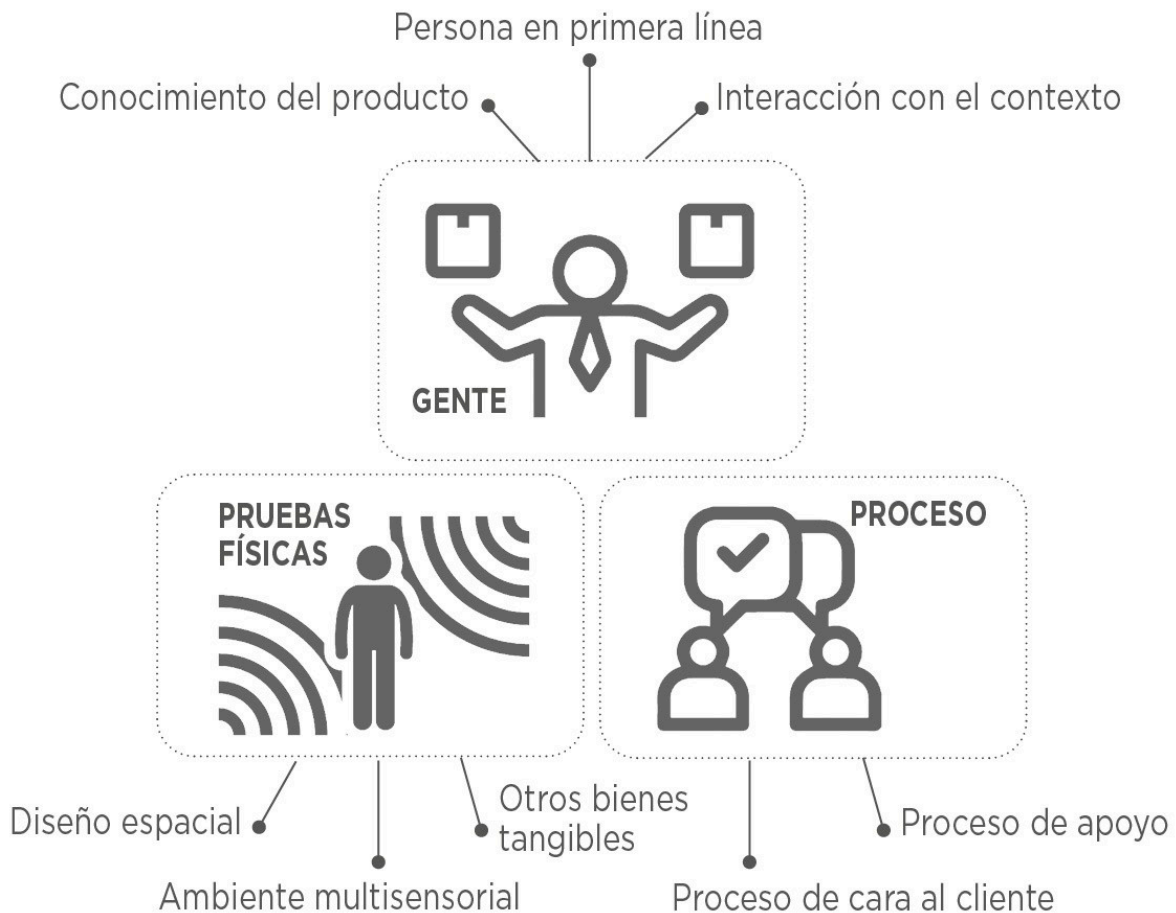 Persona en primera línea
Conocimiento del producto
Interacción con el contexto
GENTE
PRUEBAS
FÍSICAS
PROCESO
Diseño espacial
Otros bienes
tangibles
Proceso de apoyo
Ambiente multisensorial
Proceso de cara al cliente